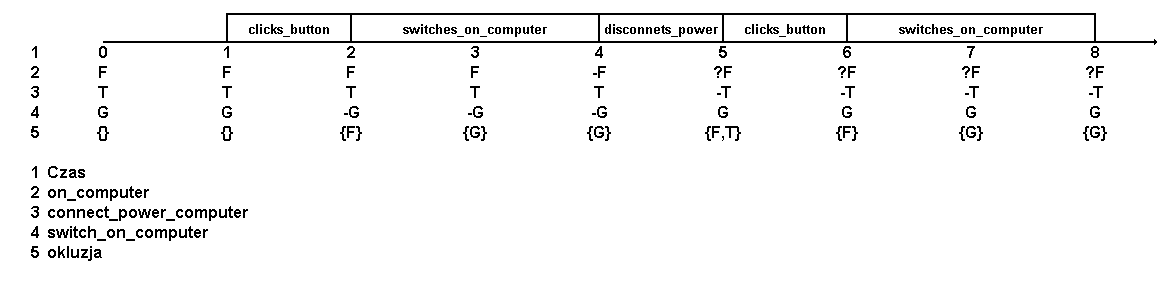 clicks_button switches_on_computer disconnets_power clicks_button switches_on_computer
1 0 1 2 3 4 5 6 7 8
2 F F F F -F ?F ?F ?F ?F
3 T T T T T -T -T -T -T
4 G G -G -G -G G G G G
5 {} {} {F} {G} {G} {F,T} {F} {G} {G}
1 Czas
2 on_computer
3 connect_power_computer
4 switch_on_computer
5 okluzja